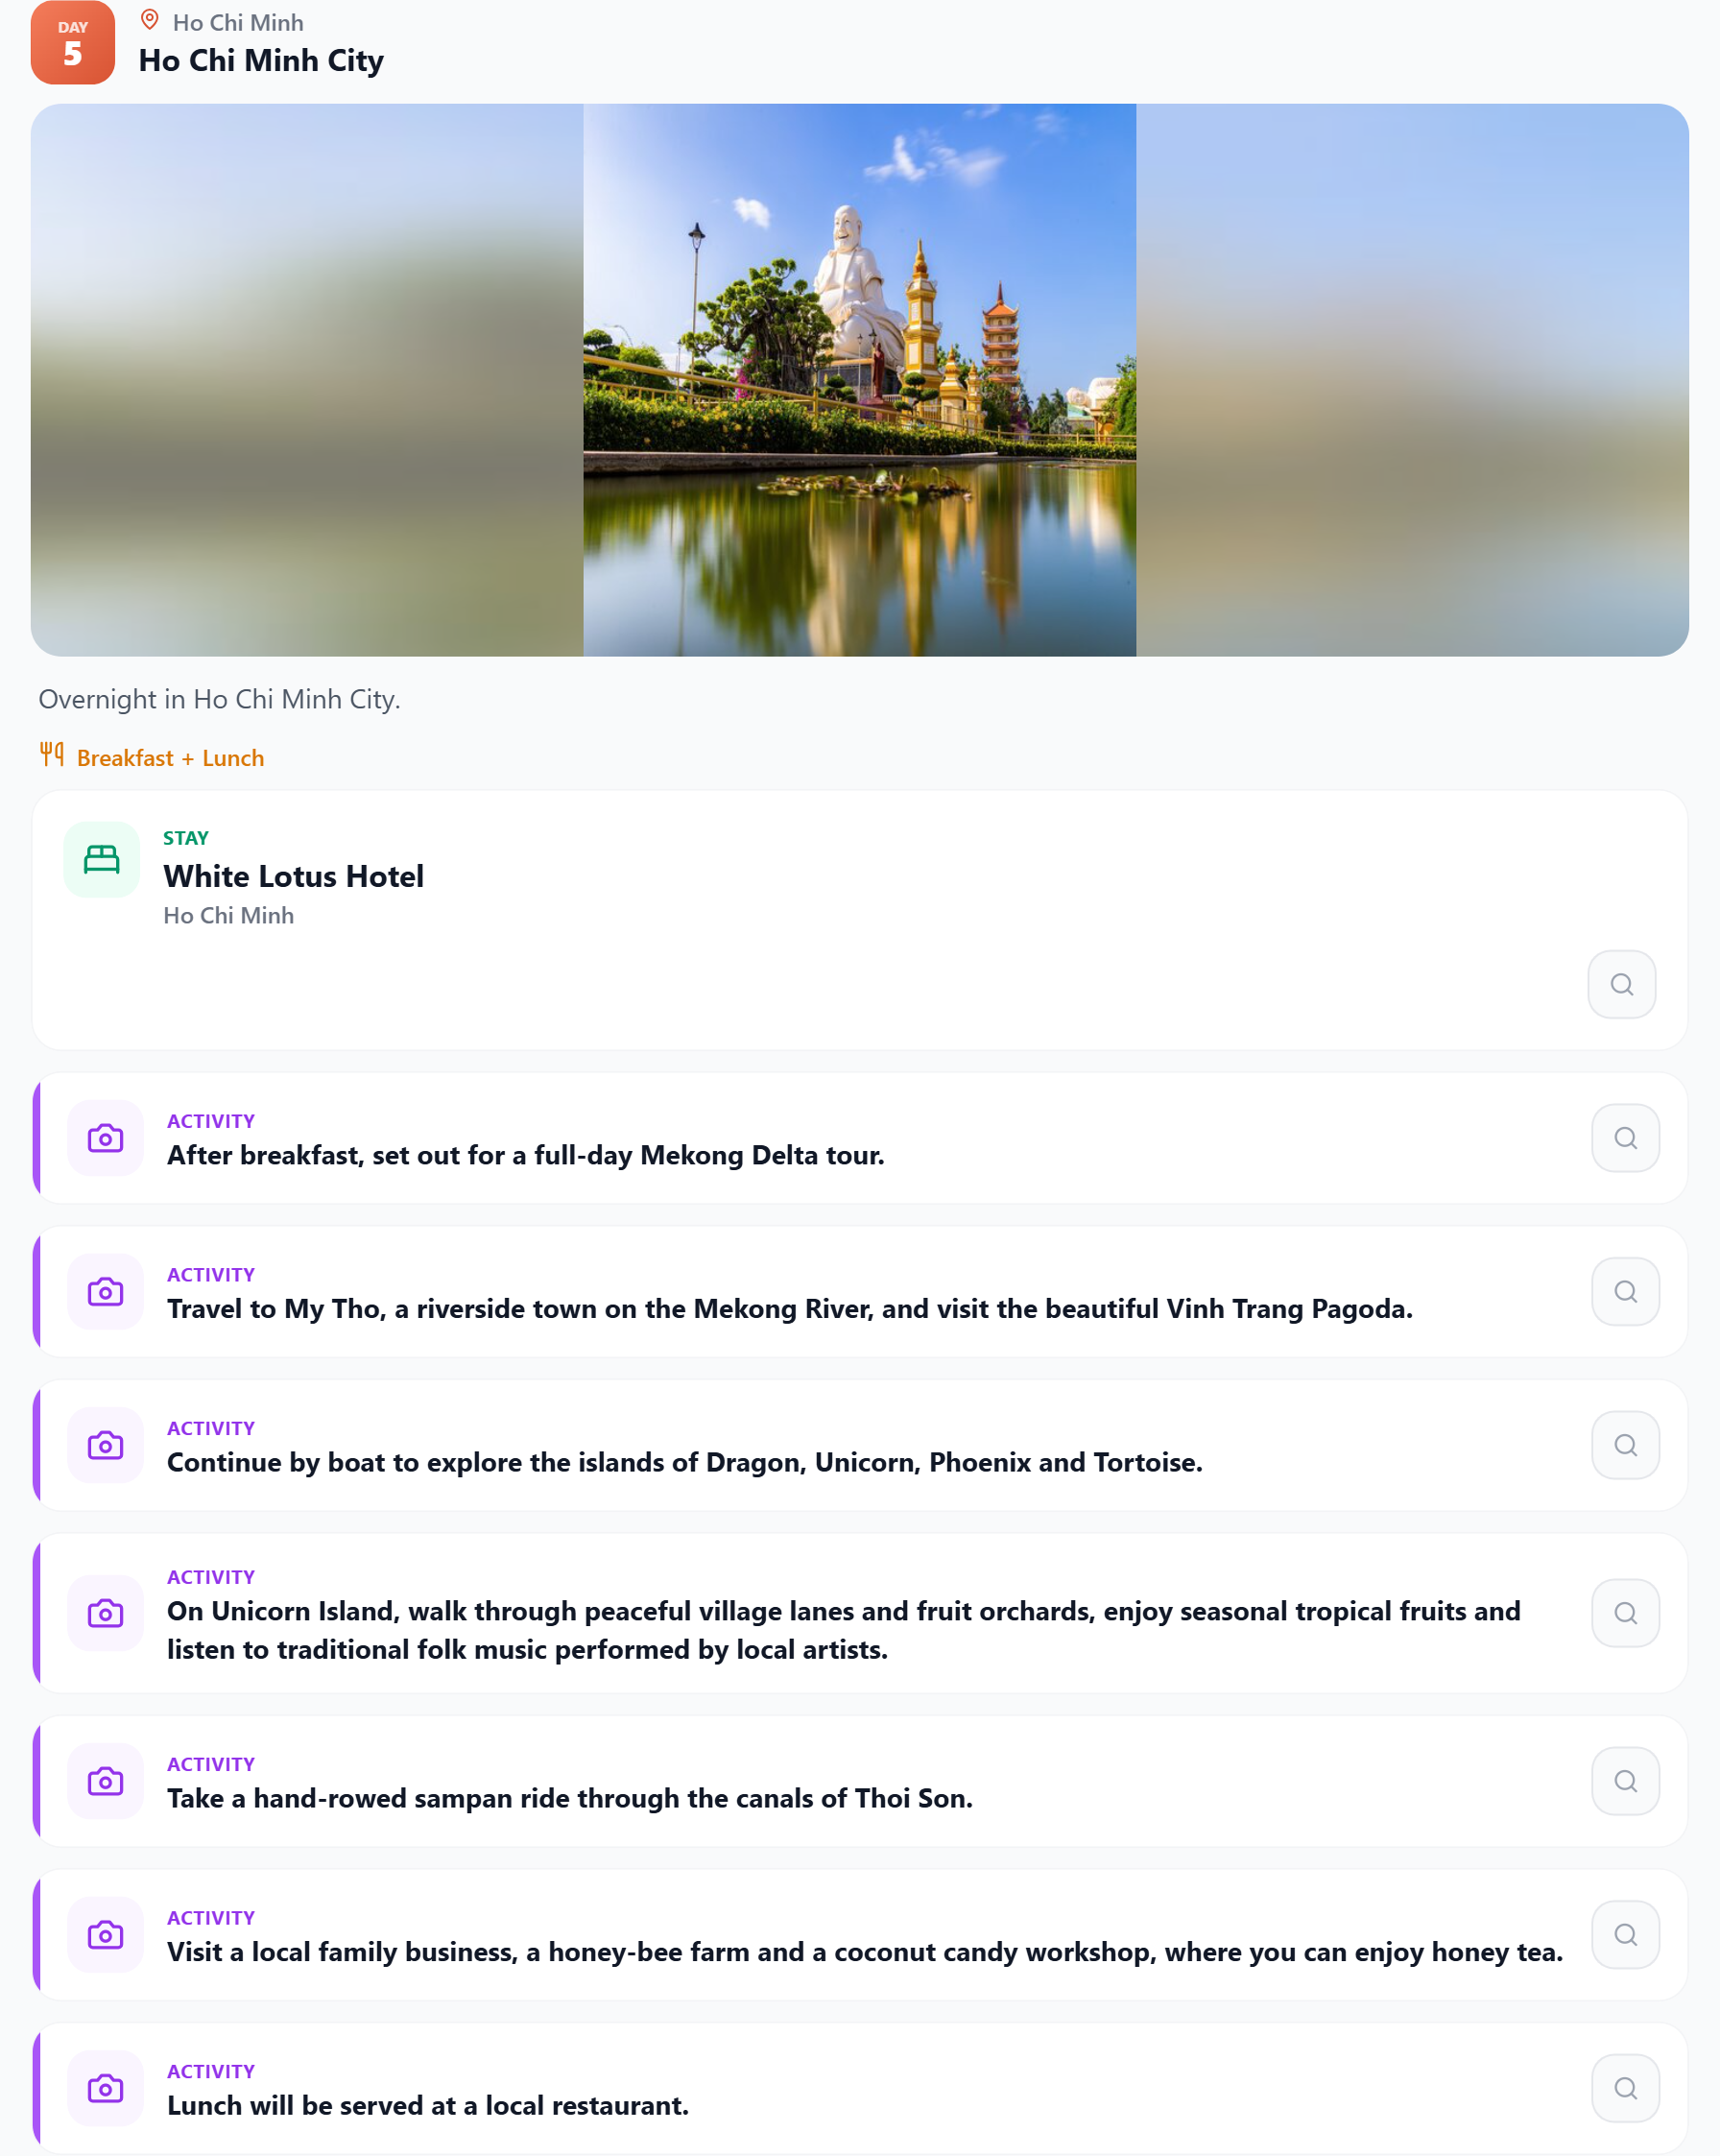 DAY
5
Ho Chi Minh
Ho Chi Minh City
Overnight in Ho Chi Minh City.
Breakfast + Lunch
STAY
White Lotus Hotel
Ho Chi Minh
ACTIVITY
After breakfast, set out for a full-day Mekong Delta tour.
ACTIVITY
Travel to My Tho, a riverside town on the Mekong River, and visit the beautiful Vinh Trang Pagoda.
ACTIVITY
Continue by boat to explore the islands of Dragon, Unicorn, Phoenix and Tortoise.
ACTIVITY
On Unicorn Island, walk through peaceful village lanes and fruit orchards, enjoy seasonal tropical fruits and
listen to traditional folk music performed by local artists.
ACTIVITY
Take a hand-rowed sampan ride through the canals of Thoi Son.
ACTIVITY
Visit a local family business, a honey-bee farm and a coconut candy workshop, where you can enjoy honey tea.
ACTIVITY
Lunch will be served at a local restaurant.